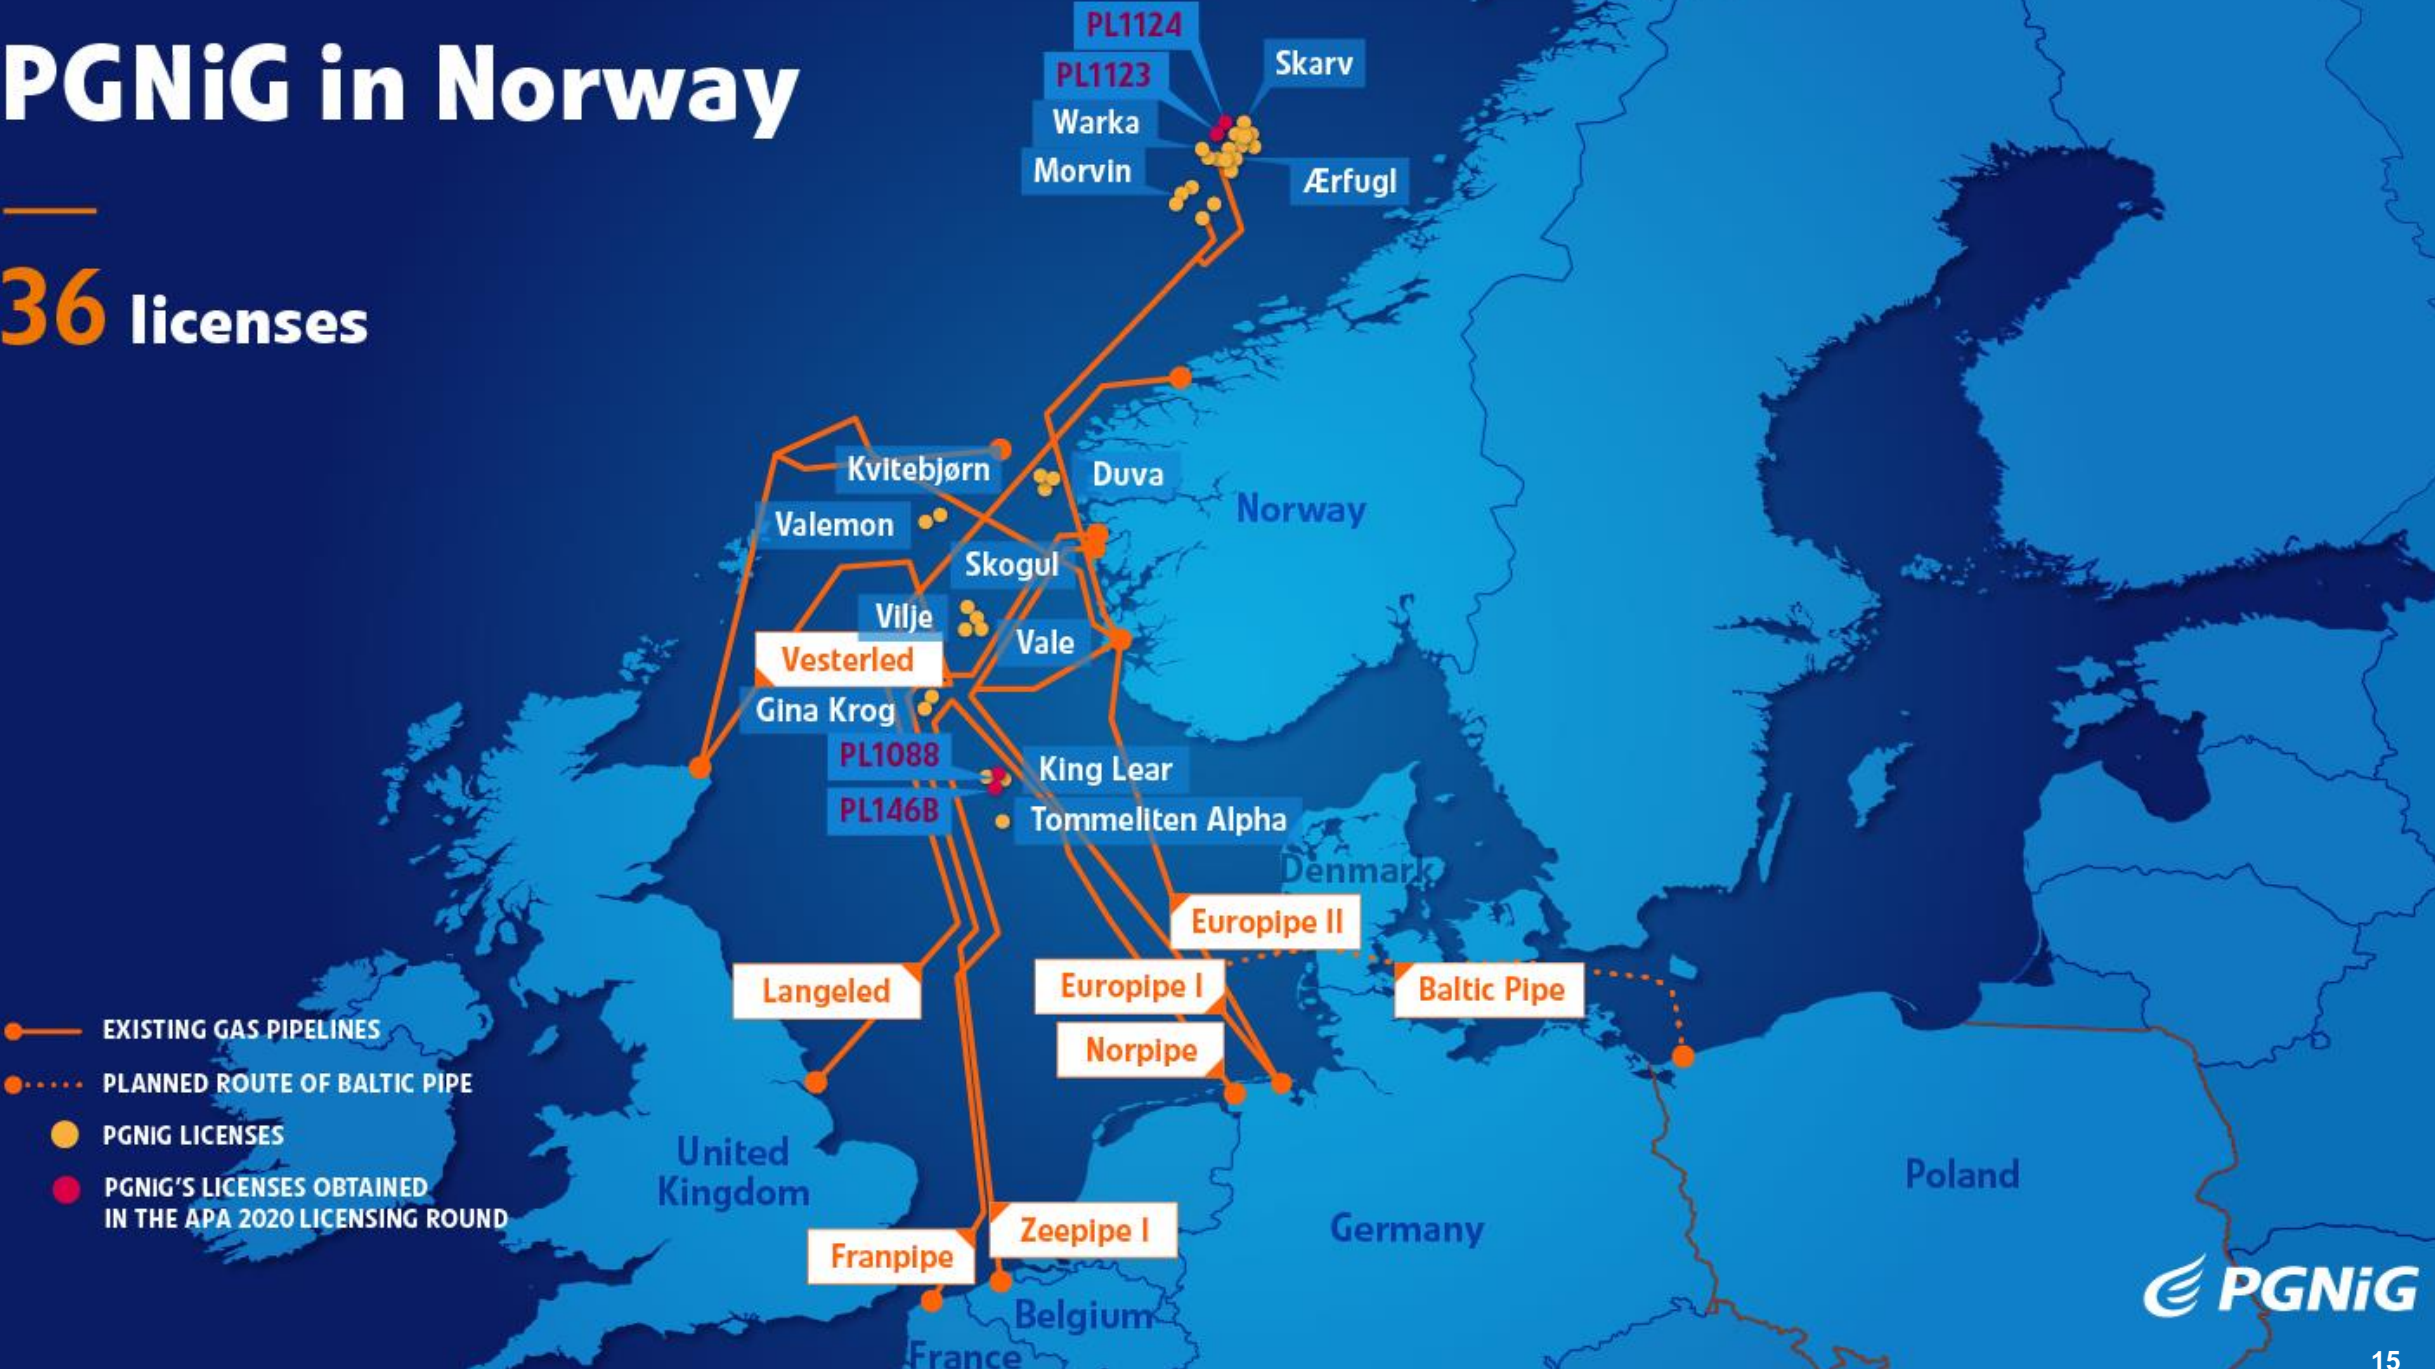 PGNiG in Norway
36 licenses
PL1124
PL1123
Skarv
Warka
Morvin
Ærfugl
Kvitebjørn
Duva
Valemon
Norway
Skogul
Vilje
Vale
Vesterled
Gina Krog
PL1088
King Lear
PL146B
Tommeliten Alpha
Denmark
Europipe II
Langeled
Europipe I
Baltic Pipe
Norpipe
EXISTING GAS PIPELINES
PLANNED ROUTE OF BALTIC PIPE
PGNIG LICENSES
PGNIG'S LICENSES OBTAINED
IN THE APA 2020 LICENSING ROUND
United
Kingdom
Poland
Germany
Zeepipe I
Franpipe
Belgium
France
PGNiG
15